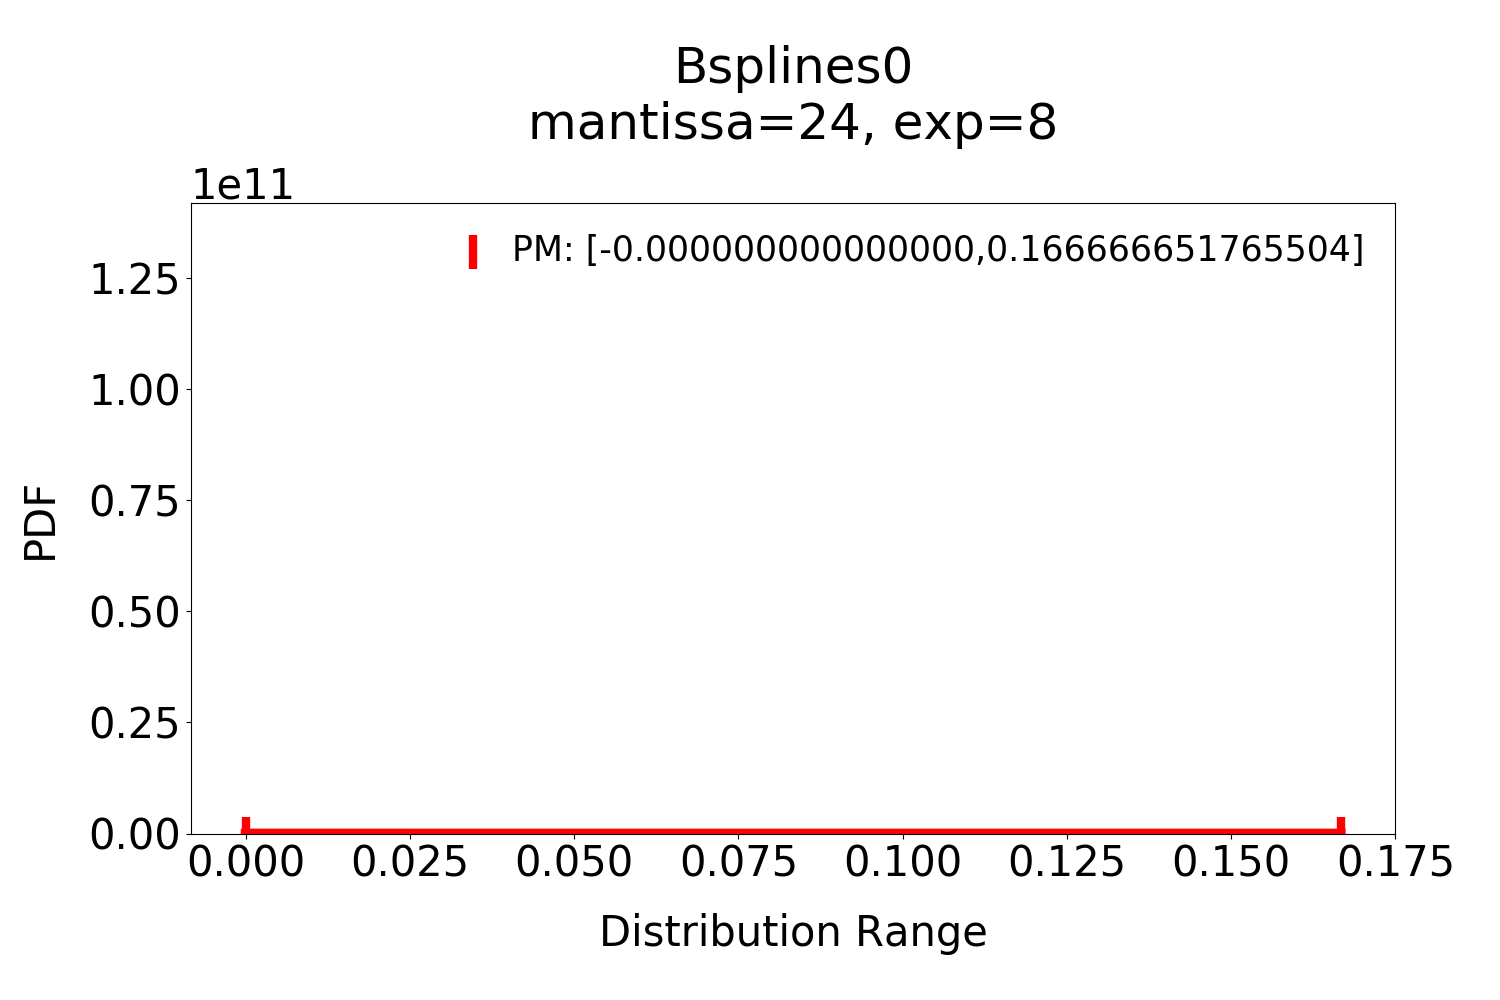 Bsplines0
mantissa=24, exp=8
1e11
PM: [-0.000000000000000,0.166666651765504]
1.25
1.00
0.75
0.50
0.25
0.00
PDF
0.000 0.025 0.050 0.075 0.100 0.125 0.150 0.175
Distribution Range